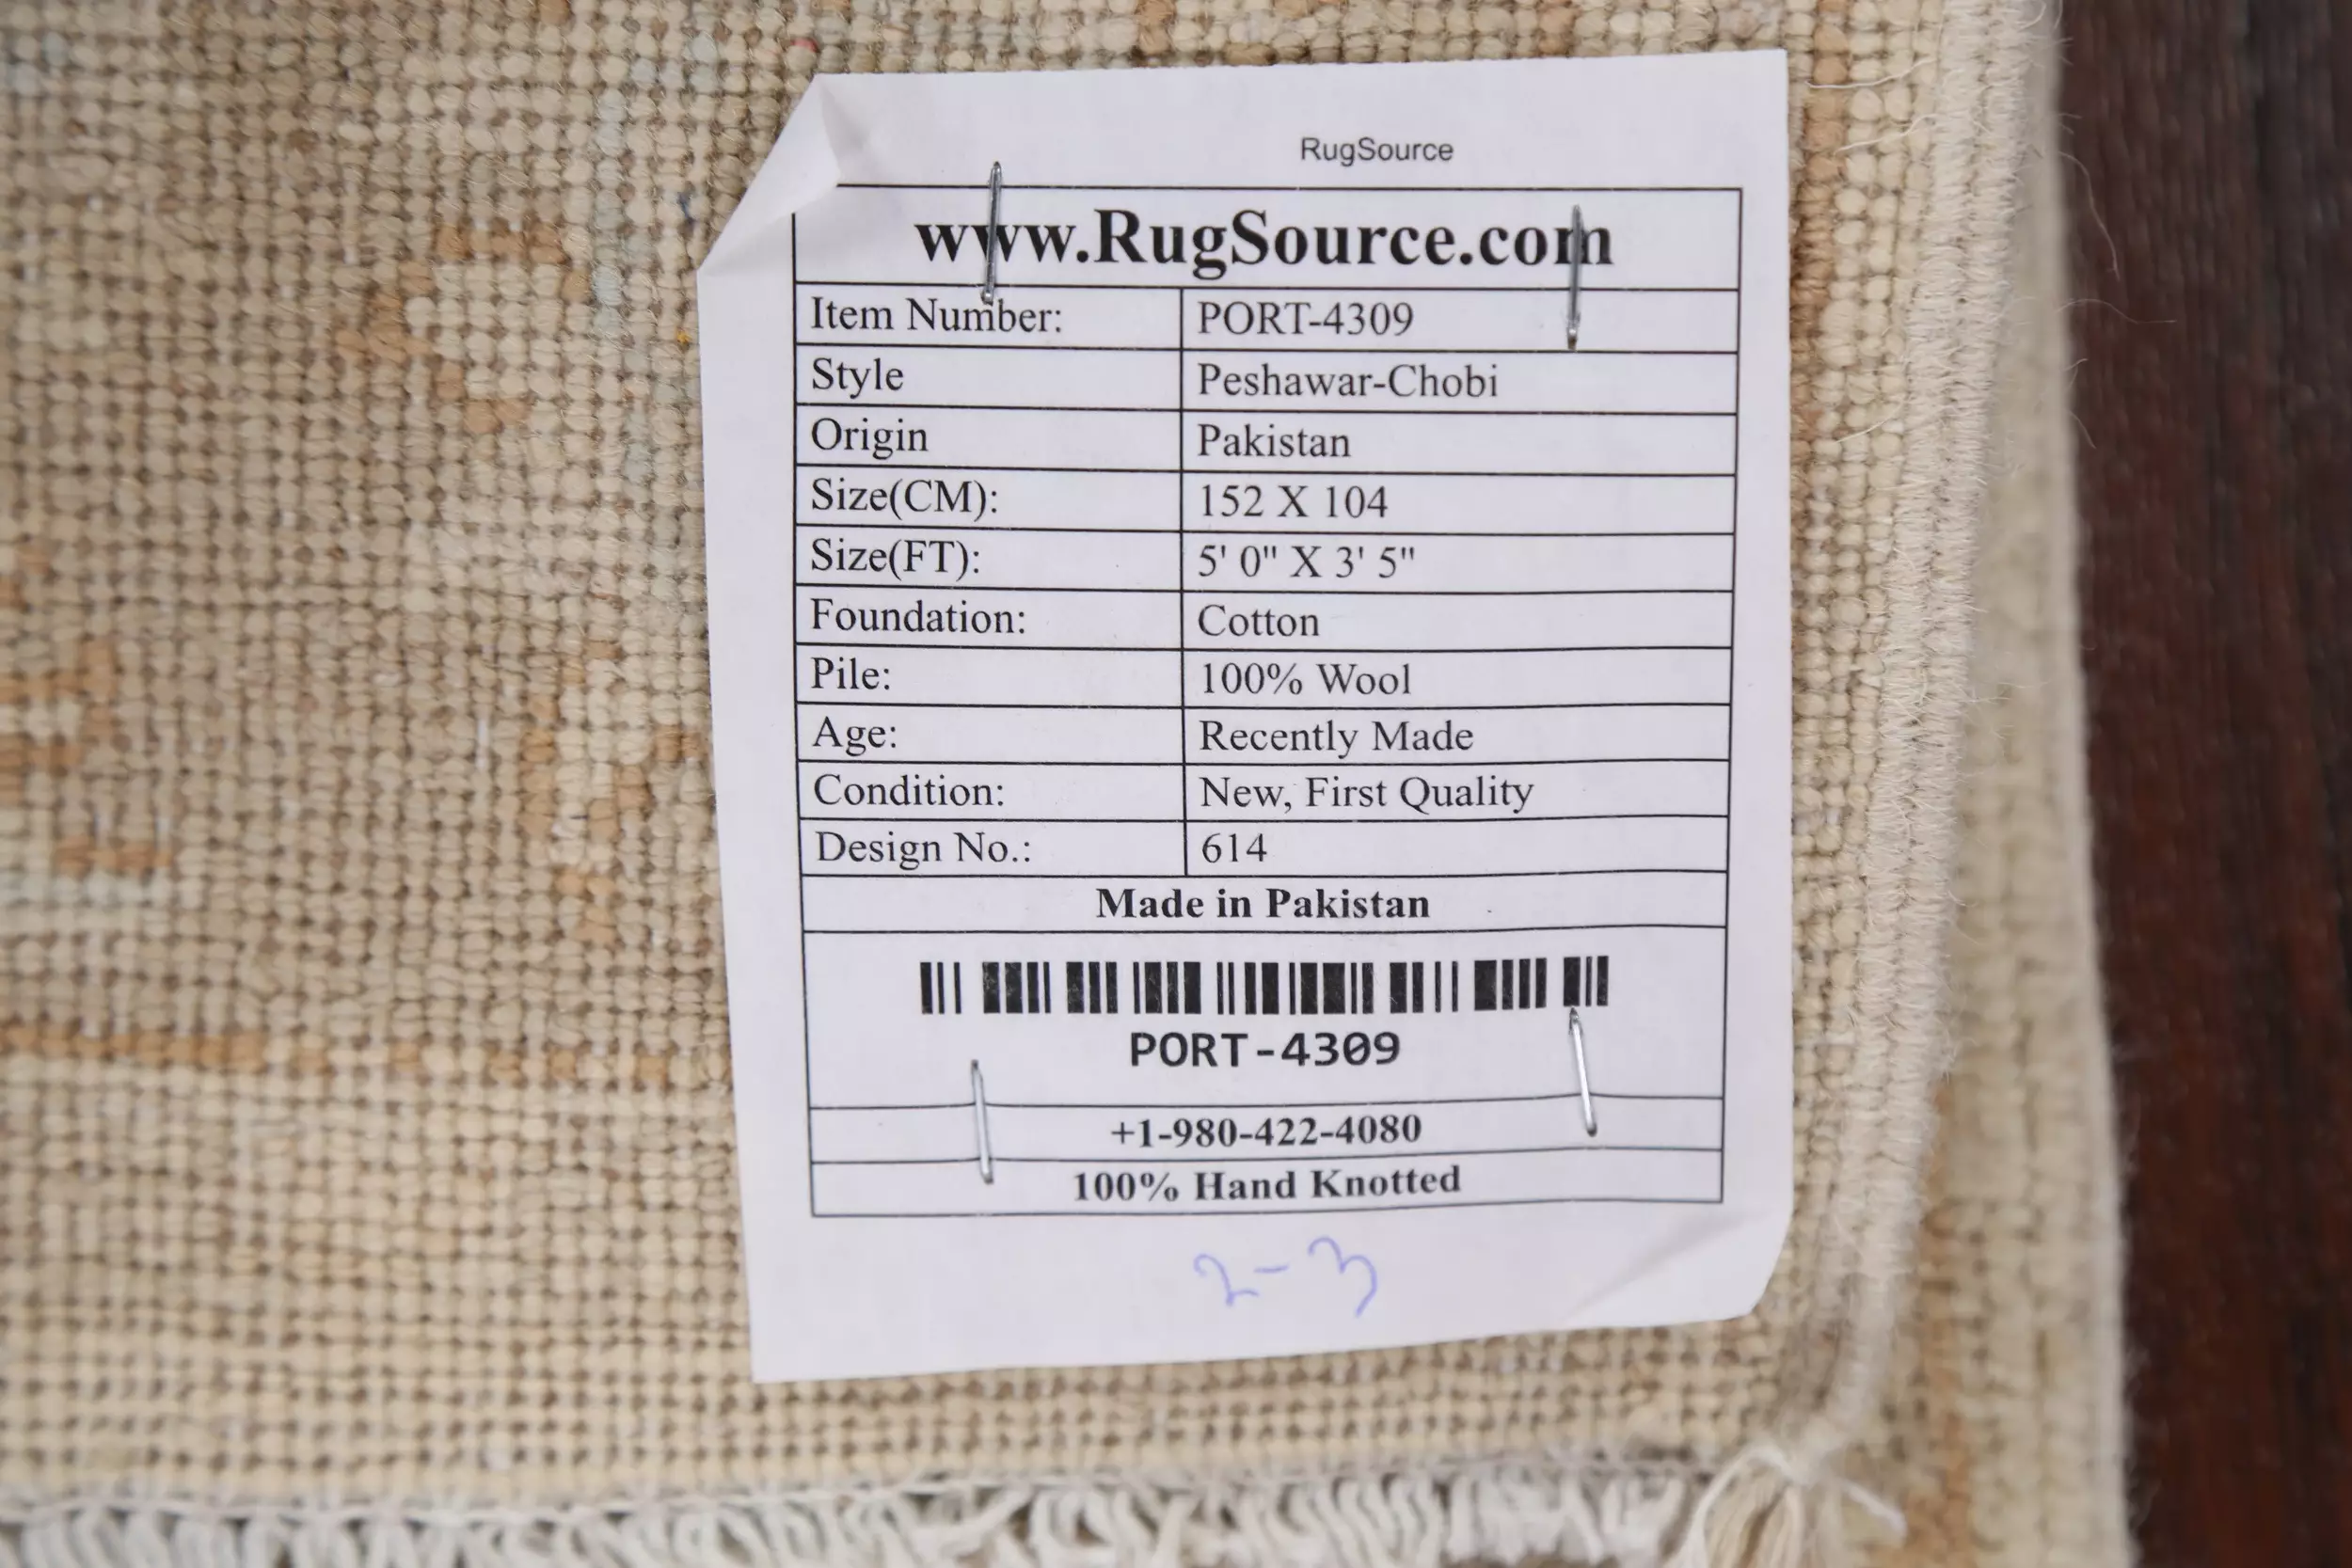 RugSource
www.RugSource.com
Item Number: PORT-4309
Style Peshawar-Chobi
Origin Pakistan
Size(CM): 152 X 104
Size(FT): 5' 0" X 3' 5"
Foundation: Cotton
Pile: 100% Wool
Age: Recently Made
Condition: New, First Quality
Design No.: 614
Made in Pakistan
PORT-4309
+1-980-422-4080
100% Hand Knotted
2-3